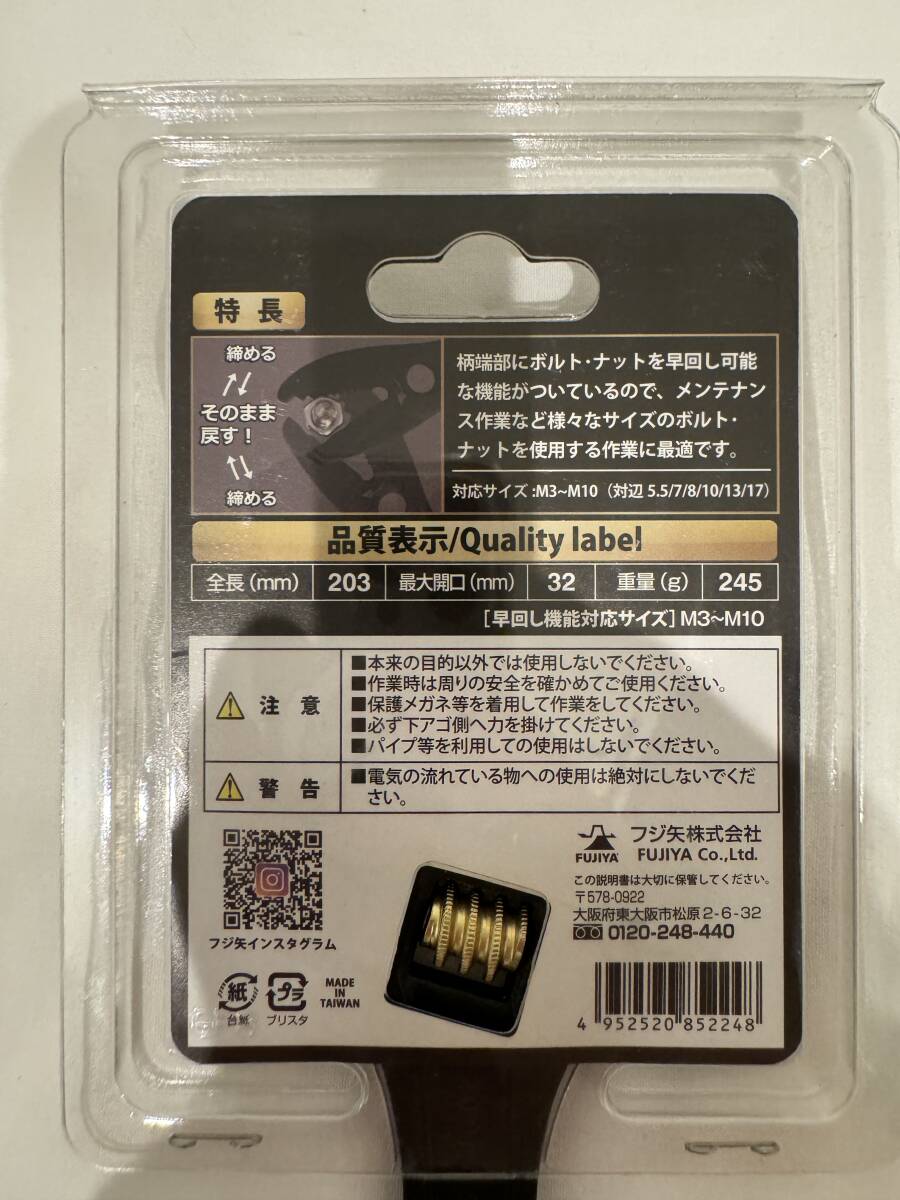 特長
締める
そのまま
戻す！
締める
柄端部にボルト・ナットを早回し可能
な機能がついているので、メンテナン
ス作業など様々なサイズのボルト・
ナットを使用する作業に最適です。
対応サイズ:M3~M10（対辺 5.5/7/8/10/13/17）
品質表示/Quality label
全長(mm) 203 最大開口(mm) 32 重量(g) 245
[早回し機能対応サイズ] M3〜M10
注意
■本来の目的以外では使用しないでください。
■作業時は周りの安全を確かめてご使用ください。
■保護メガネ等を着用して作業をしてください。
■必ず下アゴ側へ力を掛けてください。
■パイプ等を利用しての使用はしないでください。
警告
■電気の流れている物への使用は絶対にしないでくだ
さい。
フジ矢インスタグラム
紙
台紙
プラ
ブリスタ
MADE
IN
TAIWAN
FUJIYA
フジ矢株式会社
FUJIYA Co.,Ltd.
この説明書は大切に保管してください。
〒578-0922
大阪府東大阪市松原2-6-32
0120-248-440
4 952520 852248